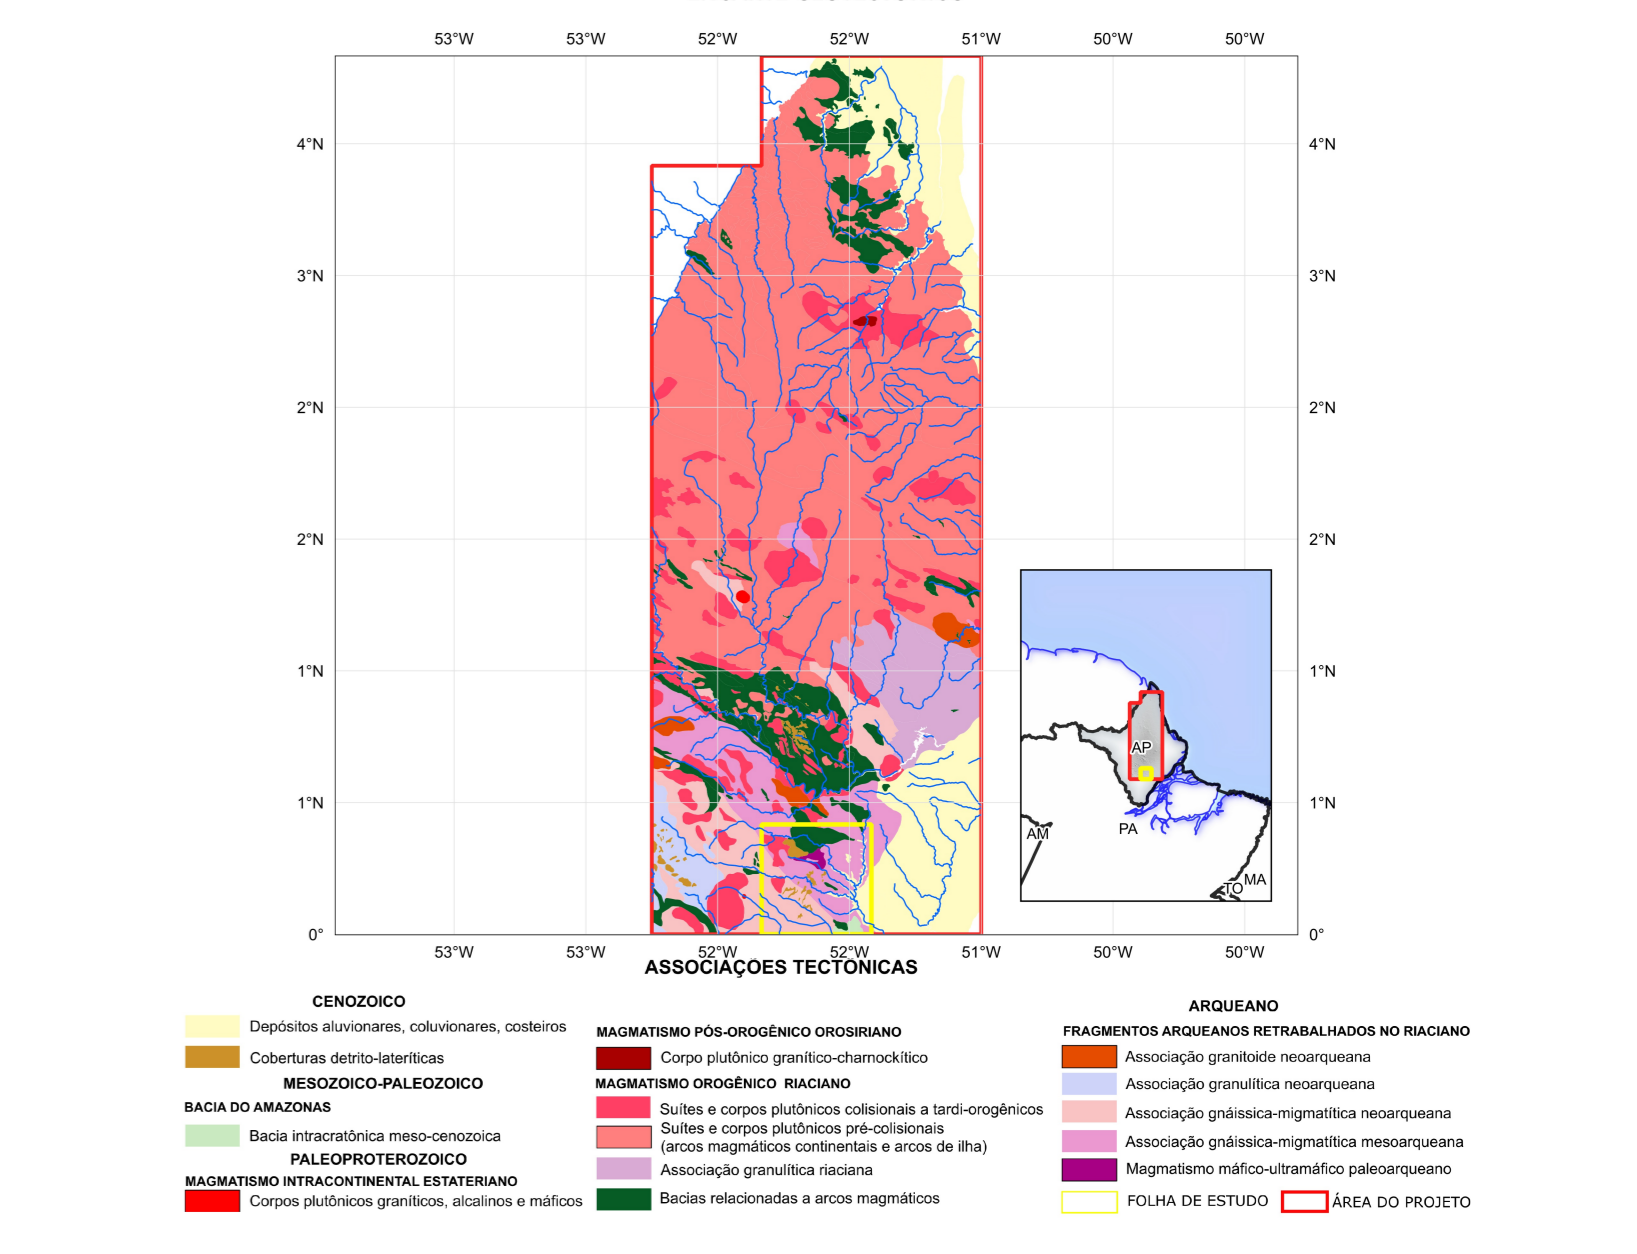 53°W 53°W 52°W 52°W 51°W 50°W 50°W
4°N 4°N
3°N 3°N
2°N 2°N
2°N 2°N
1°N 1°N
1°N 1°N
0° 0°
AP
PA
AM
TO
MA
53°W 53°W 52°W 52°W 51°W 50°W 50°W
ASSOCIAÇÕES TECTÔNICAS
CENOZOICO
Depósitos aluvionares, coluvionares, costeiros
Coberturas detrito-lateríticas
MESOZOICO-PALEOZOICO
BACIA DO AMAZONAS
Bacia intracratônica meso-cenozoica
PALEOPROTEROZOICO
MAGMATISMO INTRACONTINENTAL ESTATERIANO
Corpos plutônicos graníticos, alcalinos e máficos
MAGMATISMO PÓS-OROGÊNICO OROSIRIANO
Corpo plutônico granítico-charnockítico
MAGMATISMO OROGÊNICO RIACIANO
Suítes e corpos plutônicos colisionais a tardi-orogênicos
Suítes e corpos plutônicos pré-colisionais
(arcos magmáticos continentais e arcos de ilha)
Associação granulítica riaciana
Bacias relacionadas a arcos magmáticos
ARQUEANO
FRAGMENTOS ARQUEANOS RETRABALHADOS NO RIACIANO
Associação granitoide neoarqueana
Associação granulítica neoarqueana
Associação gnáissica-migmatítica neoarqueana
Associação gnáissica-migmatítica mesoarqueana
Magmatismo máfico-ultramáfico paleoarqueano
FOLHA DE ESTUDO
ÁREA DO PROJETO